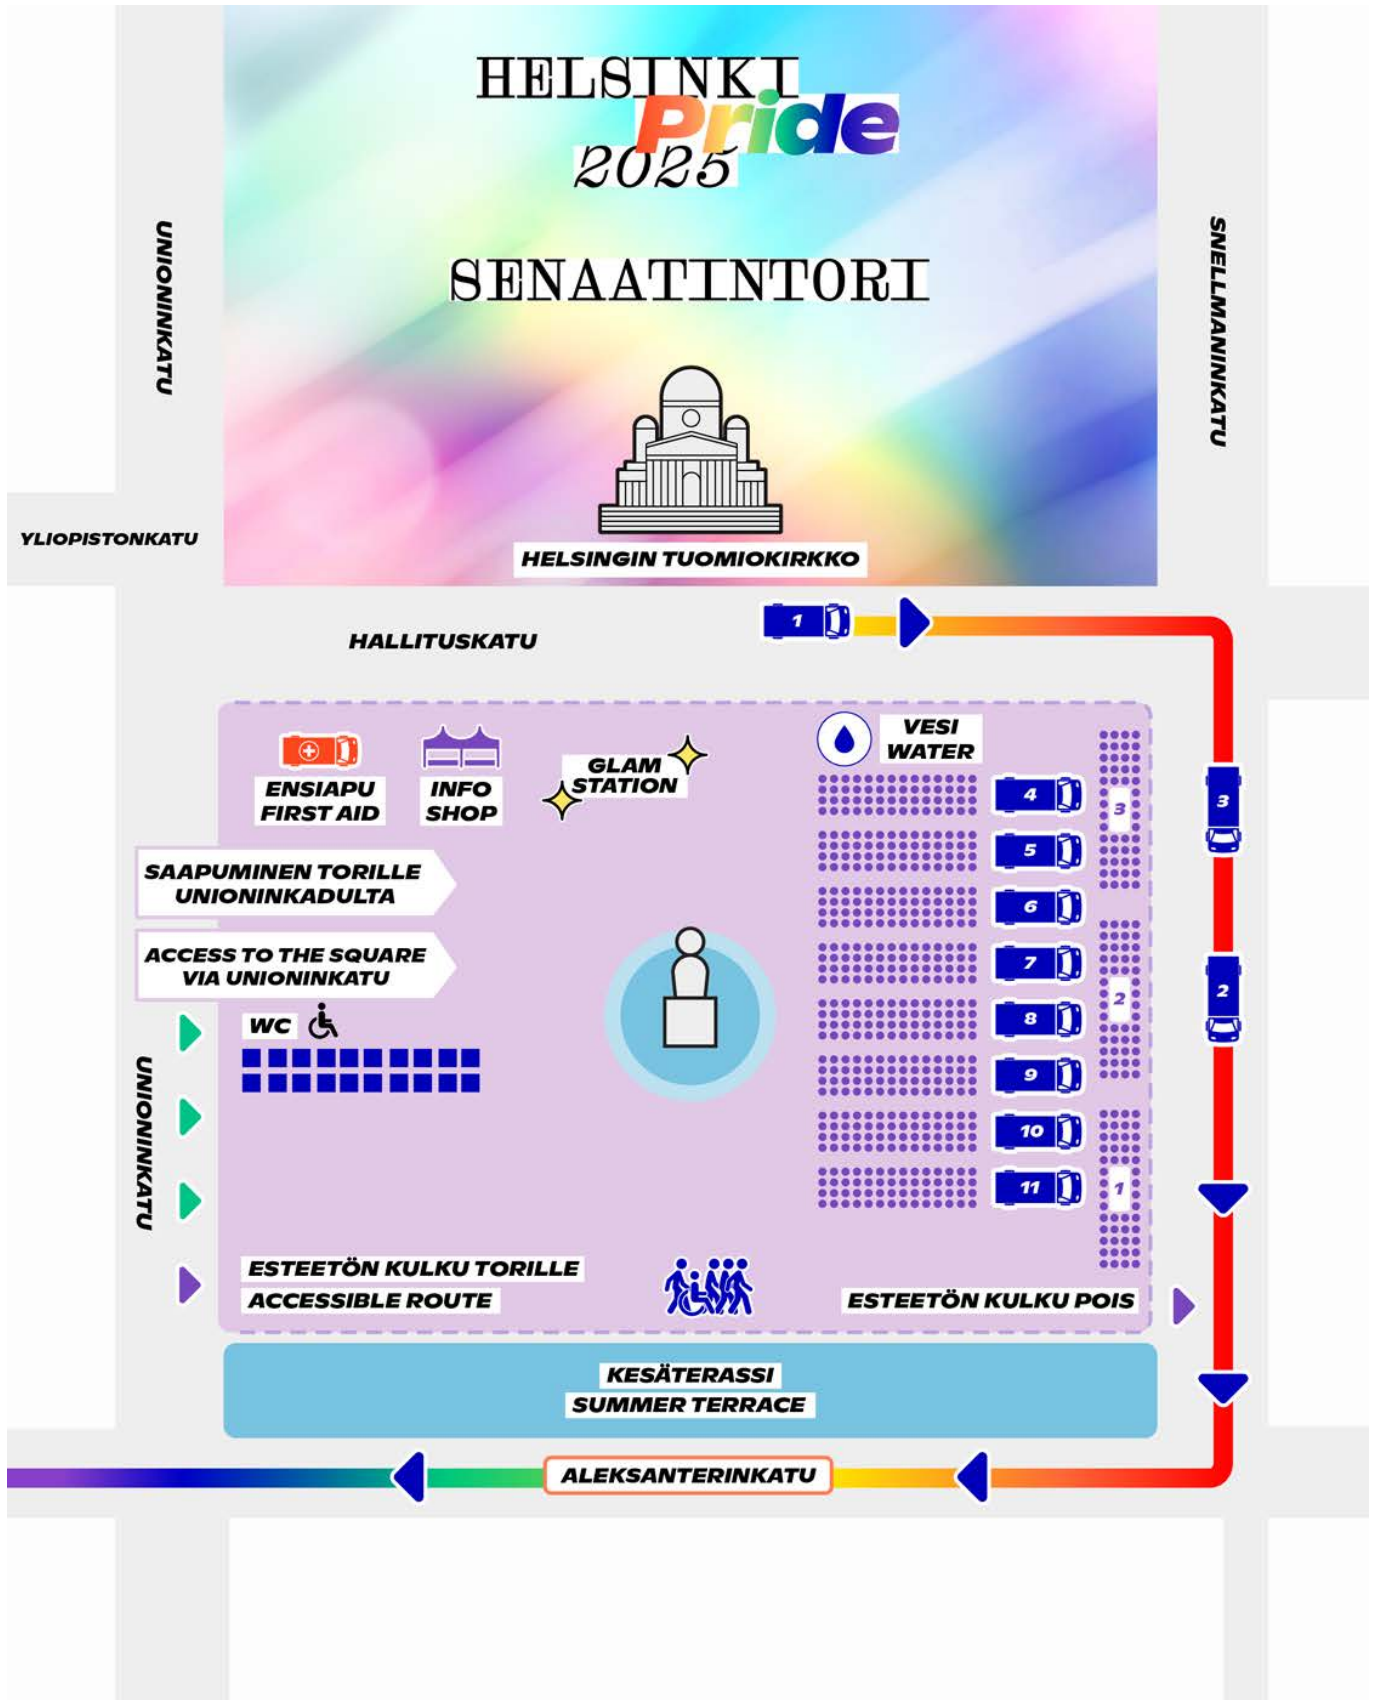 HELSINKI
Pride
2025
SENAATINTORI
UNIONINKATU
SNELLMANINKATU
YLIOPISTONKATU
HELSINGIN TUOMIOKIRKKO
HALLITUSKATU
1
ENSIAPU
FIRST AID
INFO
SHOP
GLAM
STATION
VESI
WATER
4
5
6
7
8
9
10
11
3
2
1
3
2
SAAPUMINEN TORILLE
UNIONINKADULTA
ACCESS TO THE SQUARE
VIA UNIONINKATU
WC
UNIONINKATU
ESTEETÖN KULKU TORILLE
ACCESSIBLE ROUTE
ESTEETÖN KULKU POIS
KESÄTERASSI
SUMMER TERRACE
ALEKSANTERINKATU